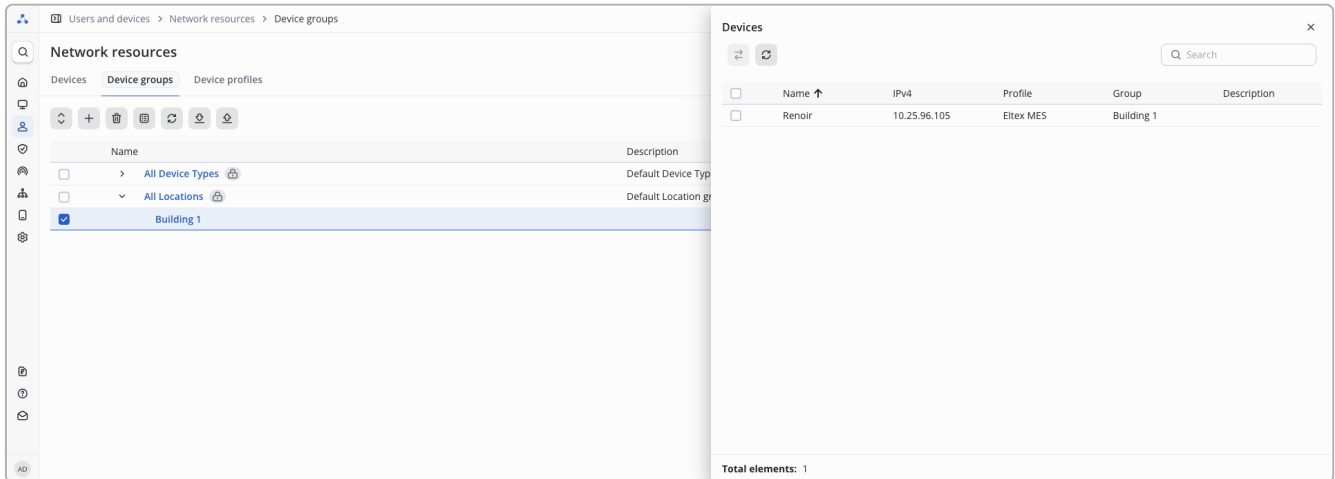 Users and devices > Network resources > Device groups
Network resources
Devices Device groups Device profiles
Name Description
All Device Types Default Device Typ
All Locations Default Location gr
Building 1
AD
Devices
Search
Name IPv4 Profile Group Description
Renoir 10.25.96.105 Eltex MES Building 1
Total elements: 1